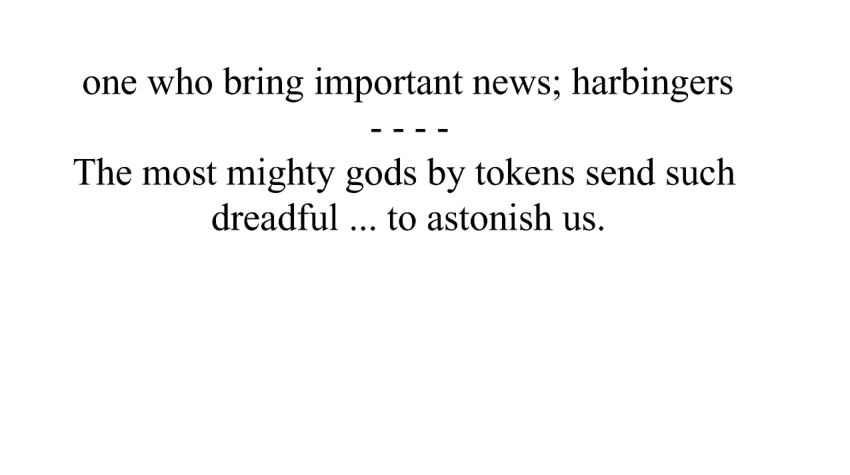 one who bring important news; harbingers
- - - -
The most mighty gods by tokens send such
dreadful ... to astonish us.